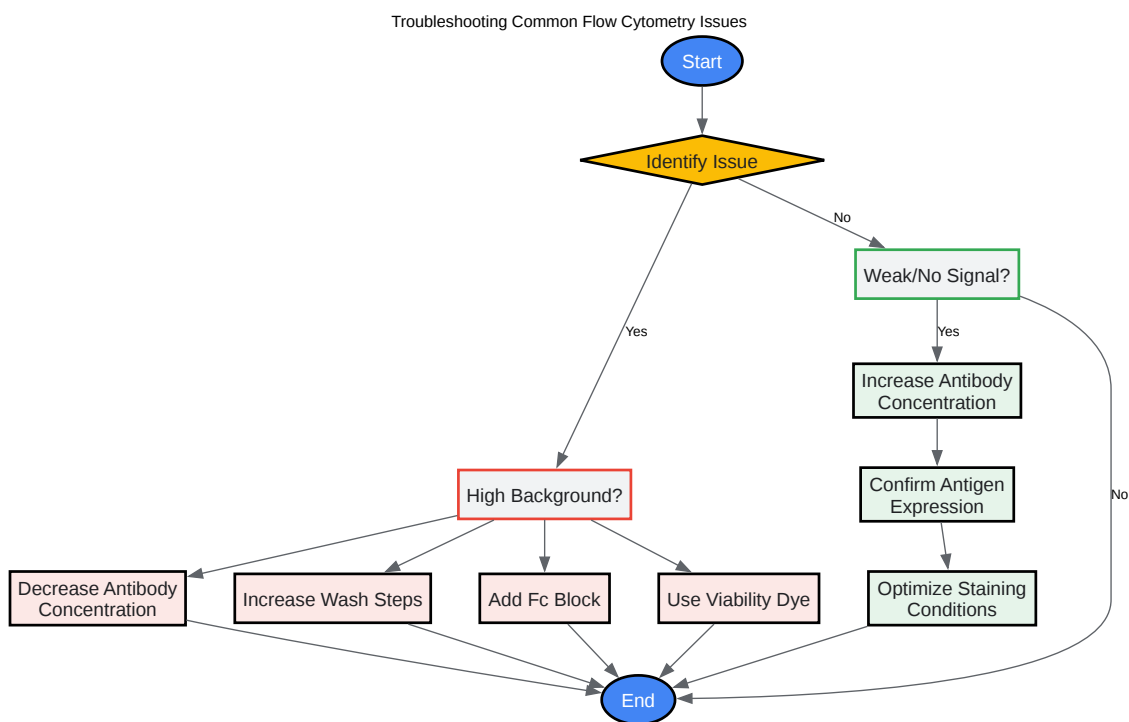 Troubleshooting Common Flow Cytometry Issues
Start
Identify Issue
No
Weak/No Signal?
Yes
Yes
Increase Antibody
Concentration
High Background?
Confirm Antigen
Expression
No
Decrease Antibody
Concentration
Increase Wash Steps
Add Fc Block
Use Viability Dye
Optimize Staining
Conditions
End